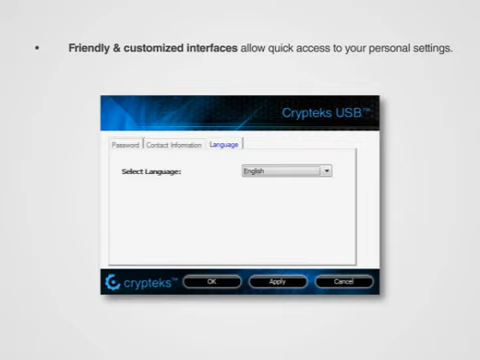 • Friendly & customized interfaces allow quick access to your personal settings.
Crypteks USB™
Password Contact Information Language
Select Language: English
crypteks™ OK Apply Cancel